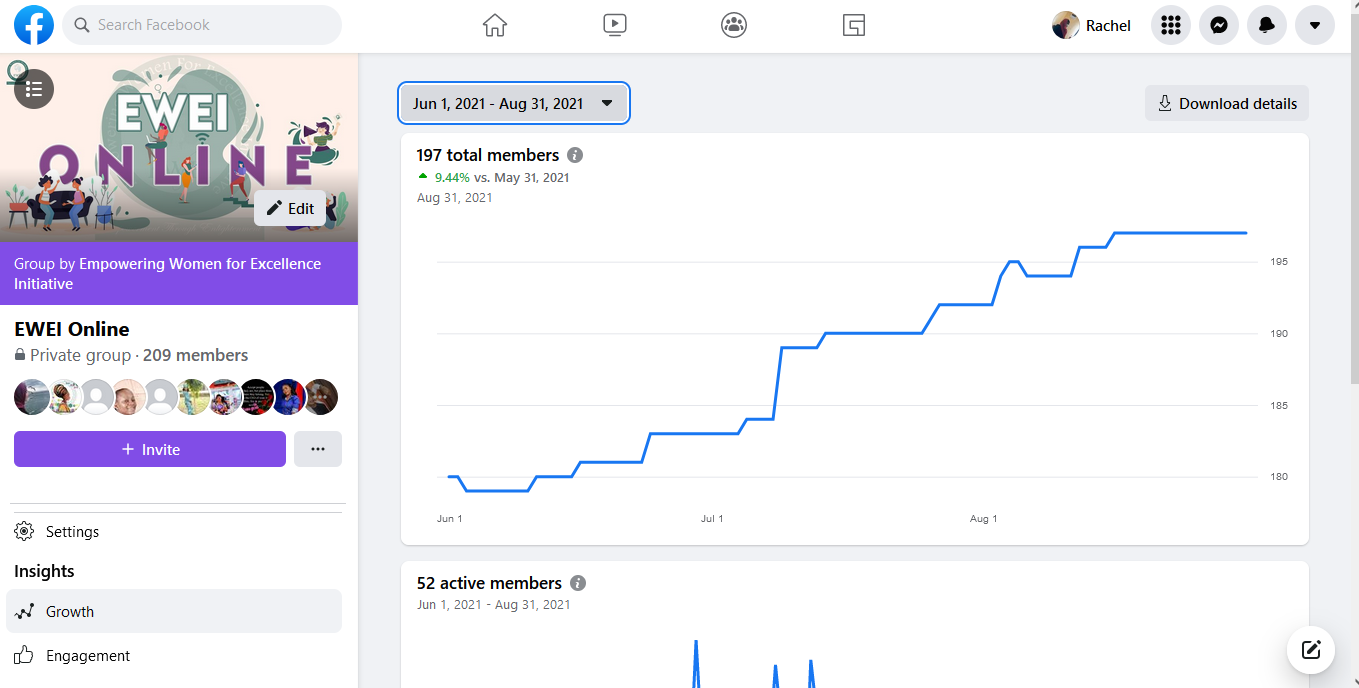 Search Facebook
Rachel
EWEI
ONLINE
Edit
Group by Empowering Women for Excellence
Initiative
EWEI Online
Private group · 209 members
+ Invite
Settings
Insights
Growth
Engagement
Jun 1, 2021 - Aug 31, 2021
Download details
197 total members
9.44% vs. May 31, 2021
Aug 31, 2021
195
190
185
180
Jun 1
Jul 1
Aug 1
52 active members
Jun 1, 2021 - Aug 31, 2021